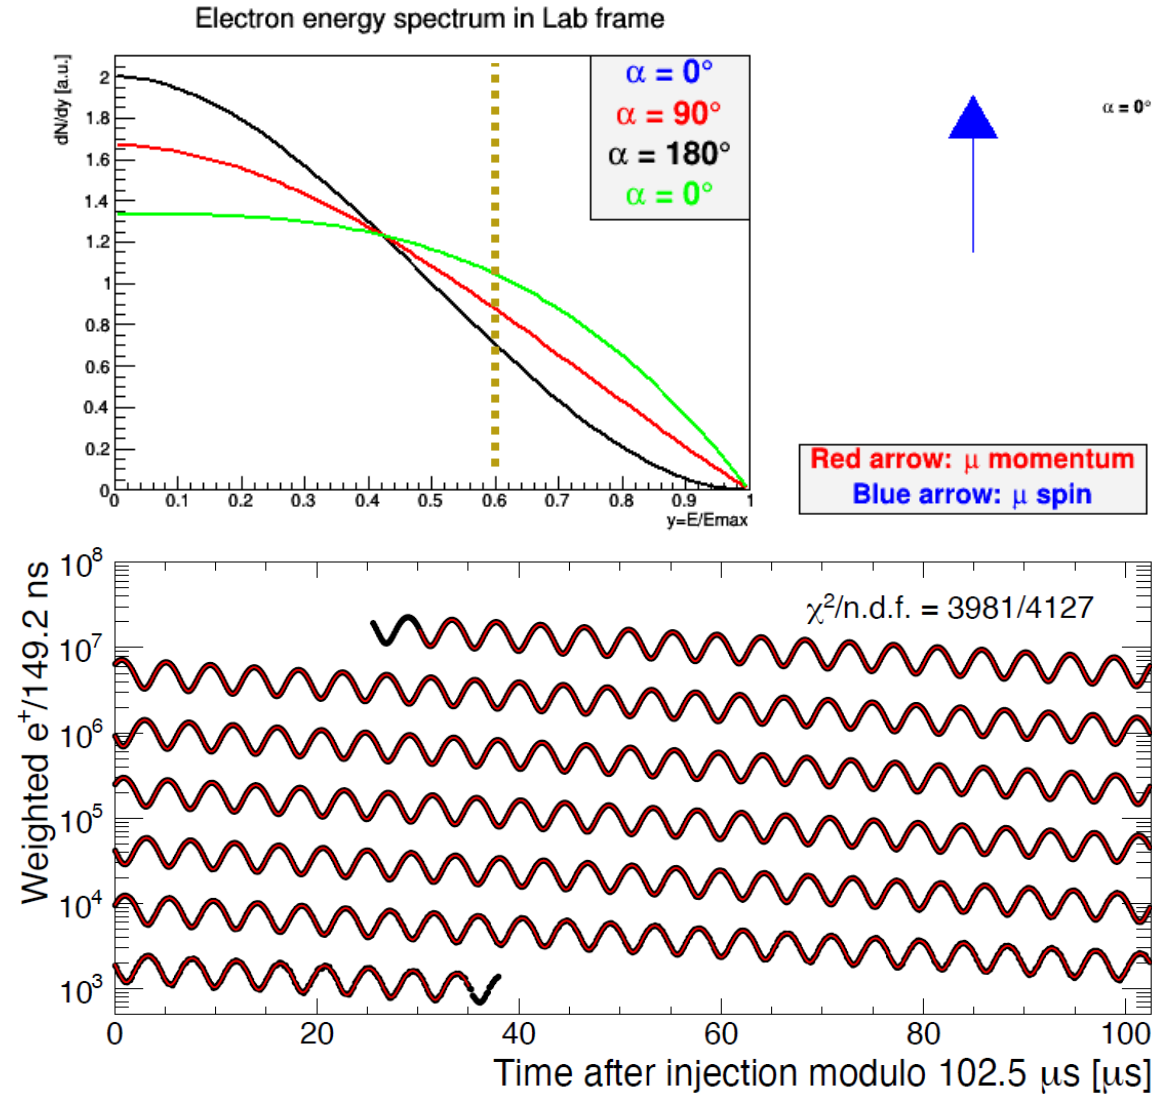 Electron energy spectrum in Lab frame
dN/dy [a.u.]
2
1.8
1.6
1.4
1.2
1
0.8
0.6
0.4
0.2
0
0 0.1 0.2 0.3 0.4 0.5 0.6 0.7 0.8 0.9 1
y=E/Emax
α = 0°
α = 90°
α = 180°
α = 0°
α = 0°
Red arrow: μ momentum
Blue arrow: μ spin
Weighted e⁺/149.2 ns
χ²/n.d.f. = 3981/4127
10⁸
10⁷
10⁶
10⁵
10⁴
10³
0 20 40 60 80 100
Time after injection modulo 102.5 μs [μs]